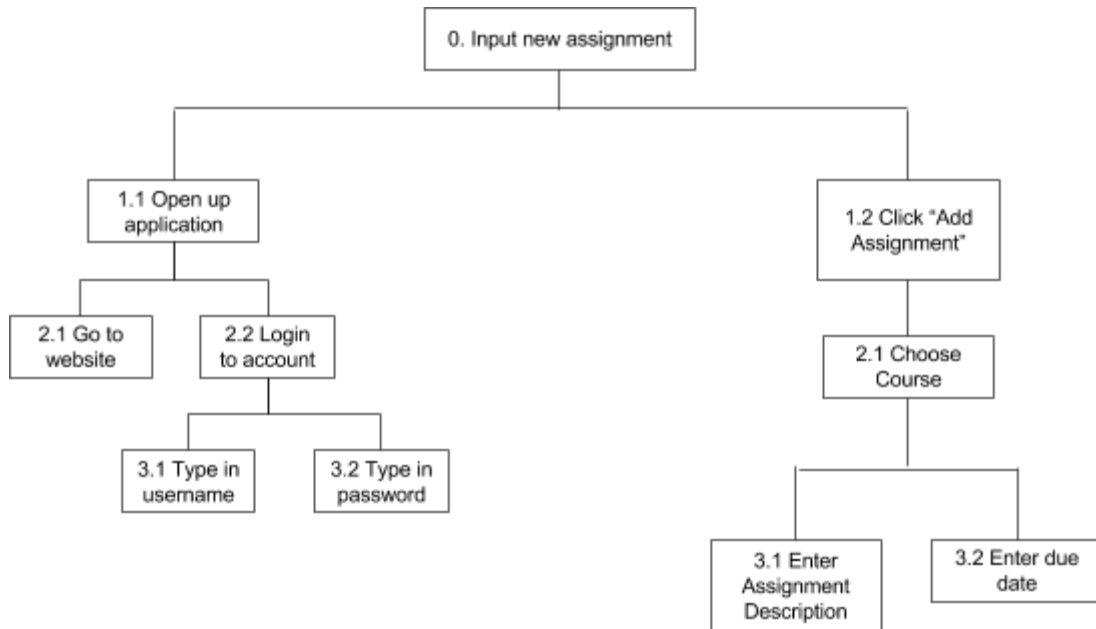 0. Input new assignment
1.1 Open up
application
1.2 Click “Add
Assignment”
2.1 Go to
website
2.2 Login
to account
2.1 Choose
Course
3.1 Type in
username
3.2 Type in
password
3.1 Enter
Assignment
Description
3.2 Enter due
date